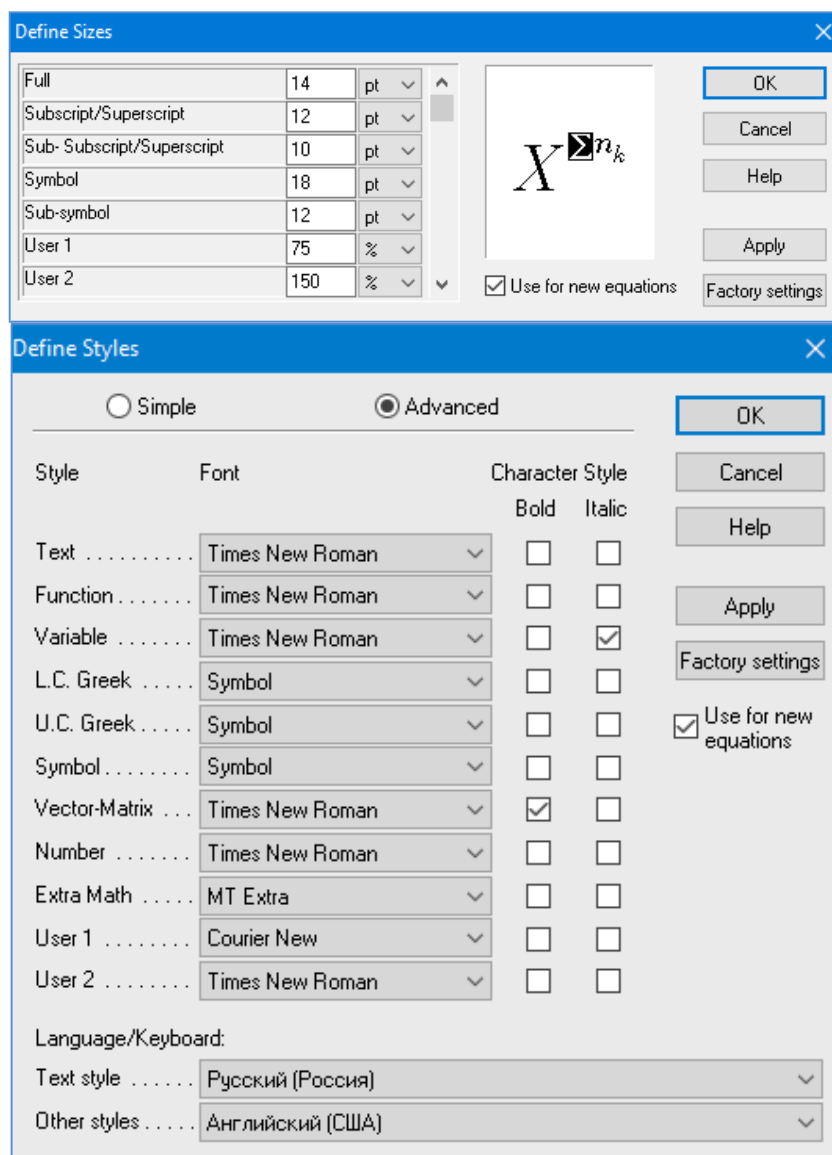 Define Sizes
Full 14 pt
Subscript/Superscript 12 pt
Sub- Subscript/Superscript 10 pt
Symbol 18 pt
Sub-symbol 12 pt
User 1 75 %
User 2 150 %
X Σ n k
Use for new equations
OK
Cancel
Help
Apply
Factory settings
Define Styles
Simple Advanced
Style Font Character Style
Bold Italic
Text . . . . . . . . . . Times New Roman
Function . . . . . . . Times New Roman
Variable . . . . . . . Times New Roman
L.C. Greek . . . . . Symbol
U.C. Greek . . . . . Symbol
Symbol . . . . . . . . Symbol
Vector-Matrix . . . Times New Roman
Number . . . . . . . Times New Roman
Extra Math . . . . . MT Extra
User 1 . . . . . . . . Courier New
User 2 . . . . . . . . Times New Roman
OK
Cancel
Help
Apply
Factory settings
Use for new
equations
Language/Keyboard:
Text style . . . . . . Русский (Россия)
Other styles . . . . . Английский (США)